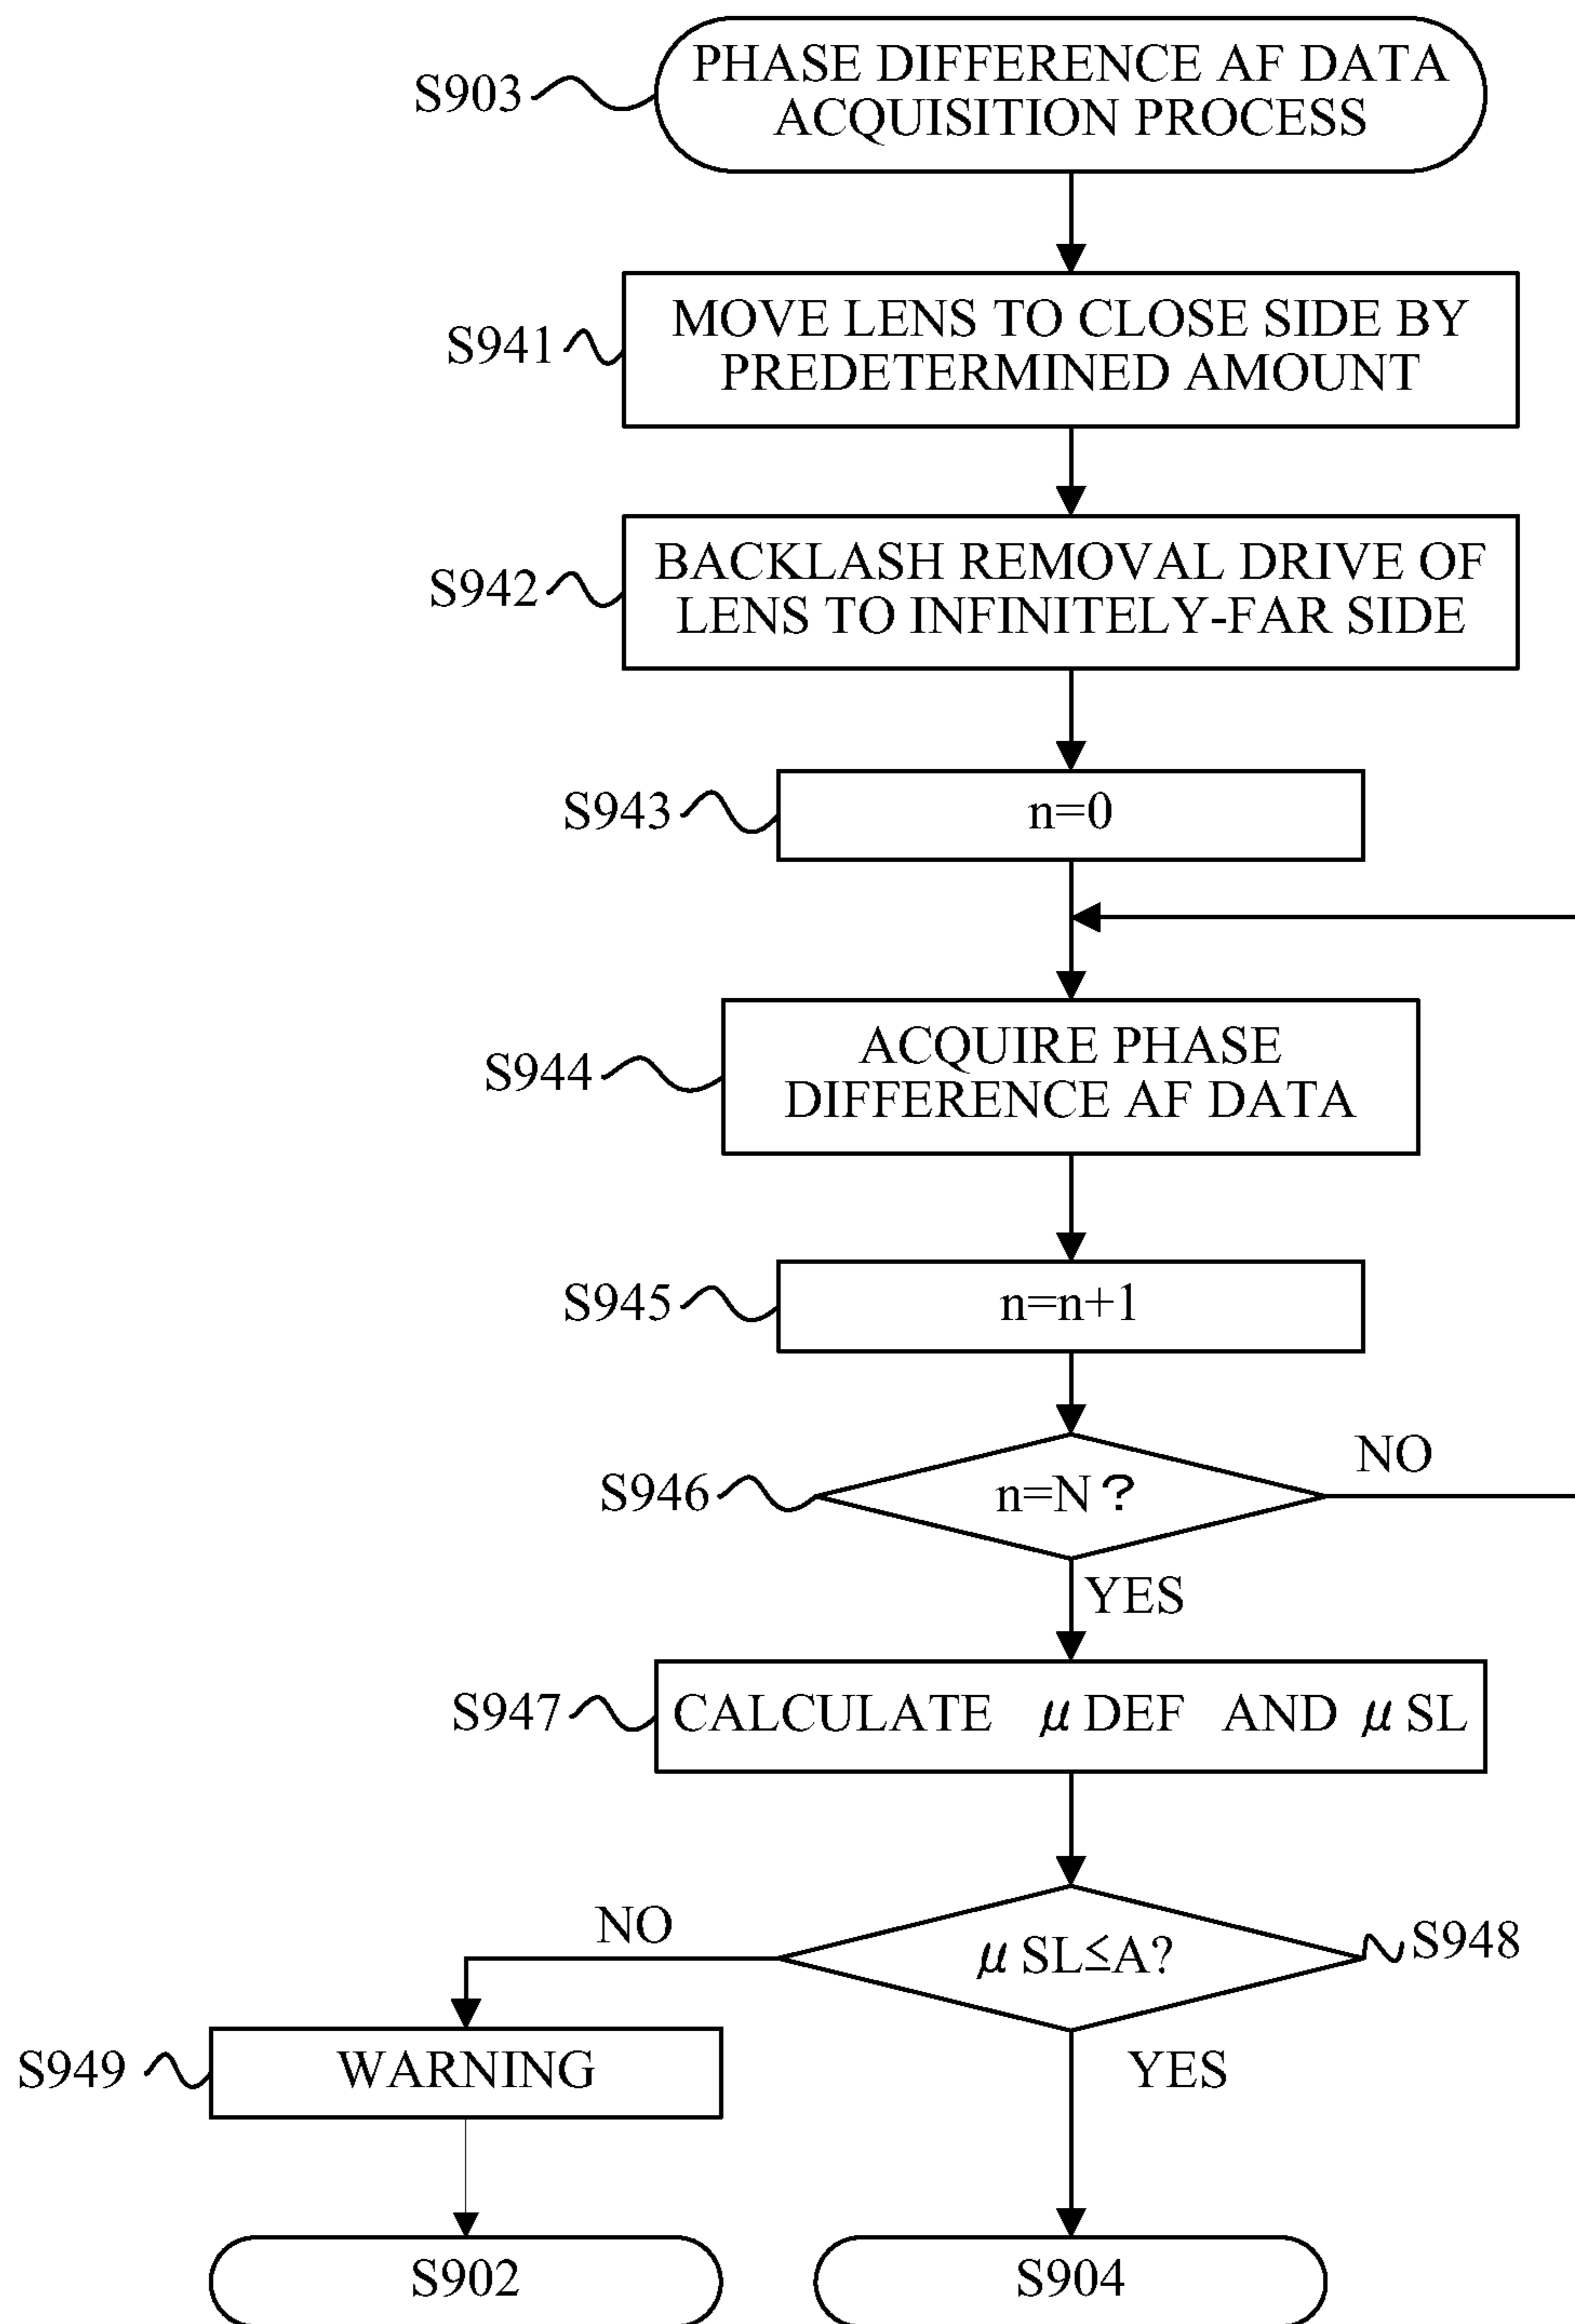 S903
PHASE DIFFERENCE AF DATA
ACQUISITION PROCESS
S941
MOVE LENS TO CLOSE SIDE BY
PREDETERMINED AMOUNT
S942
BACKLASH REMOVAL DRIVE OF
LENS TO INFINITELY-FAR SIDE
S943
n=0
S944
ACQUIRE PHASE
DIFFERENCE AF DATA
S945
n=n+1
S946
n=N?
NO
YES
S947
CALCULATE μDEF AND μSL
NO
μSL≤A?
S948
S949
WARNING
YES
S902
S904